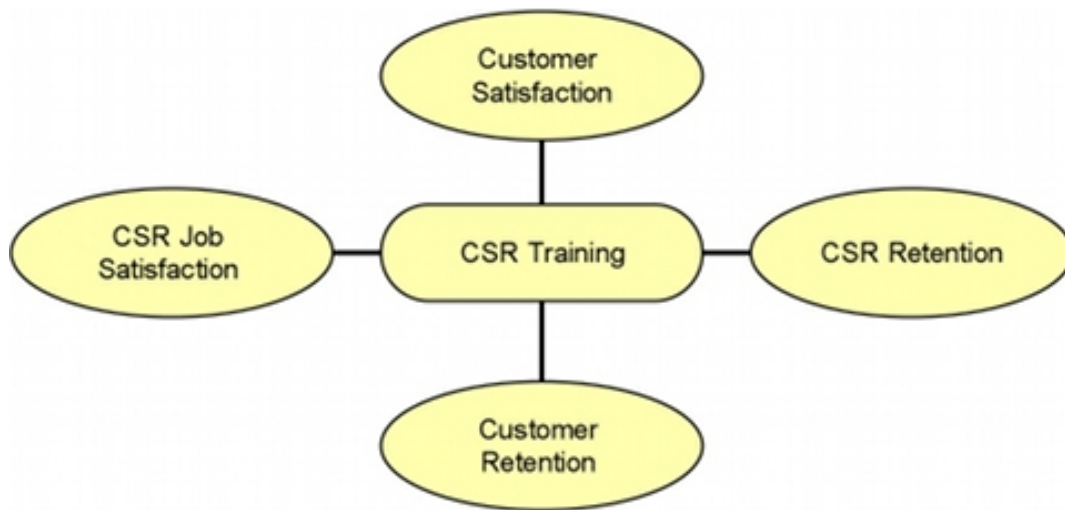 Customer
Satisfaction
CSR Job
Satisfaction
CSR Training
CSR Retention
Customer
Retention